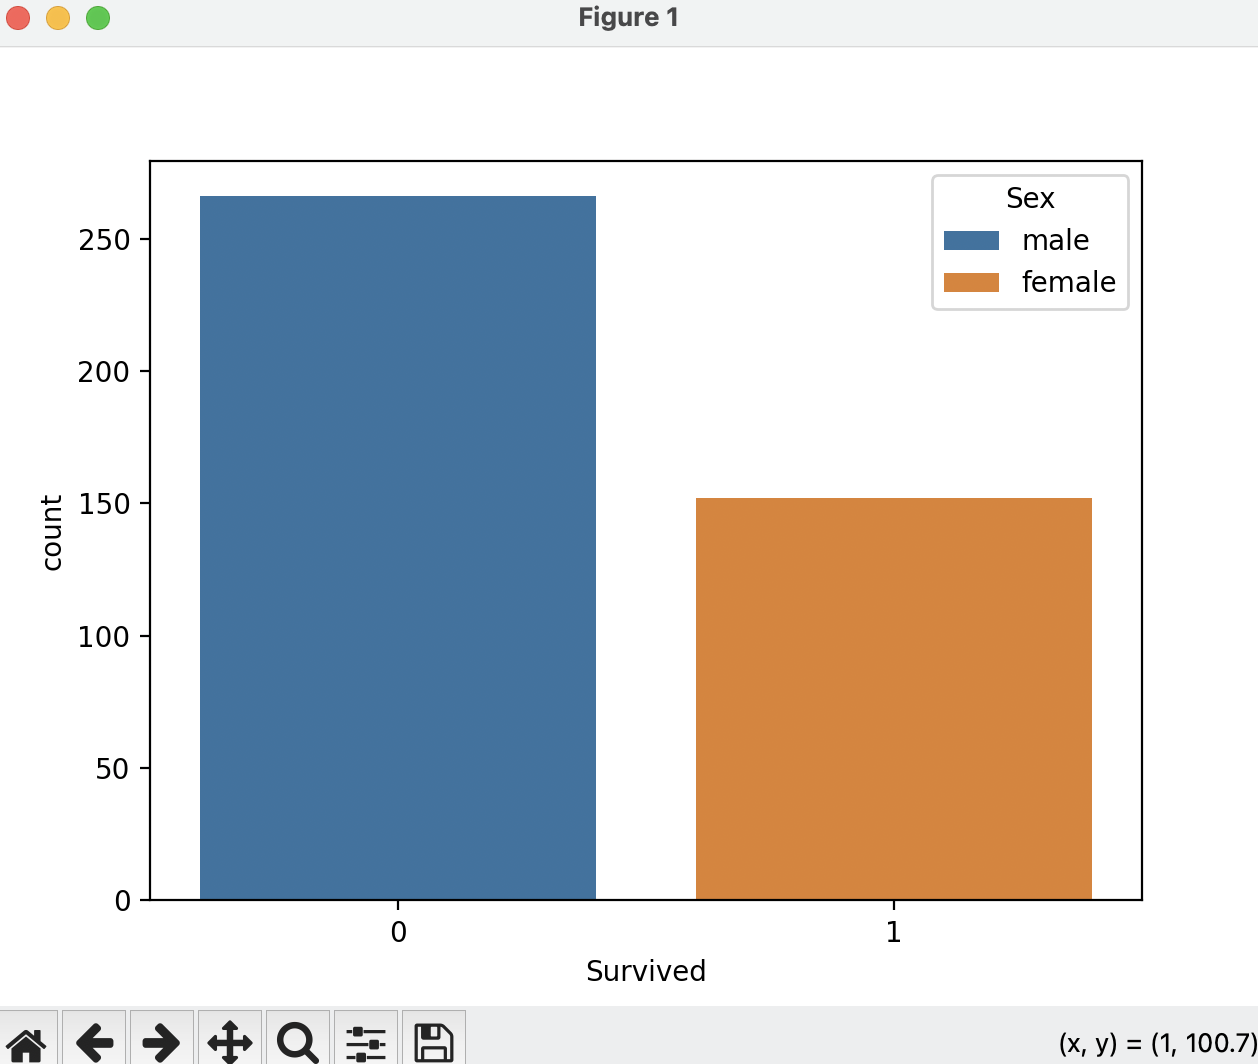 Figure 1
250
200
150
100
50
0
count
Sex
male
female
0 1
Survived
(x, y) = (1, 100.7)